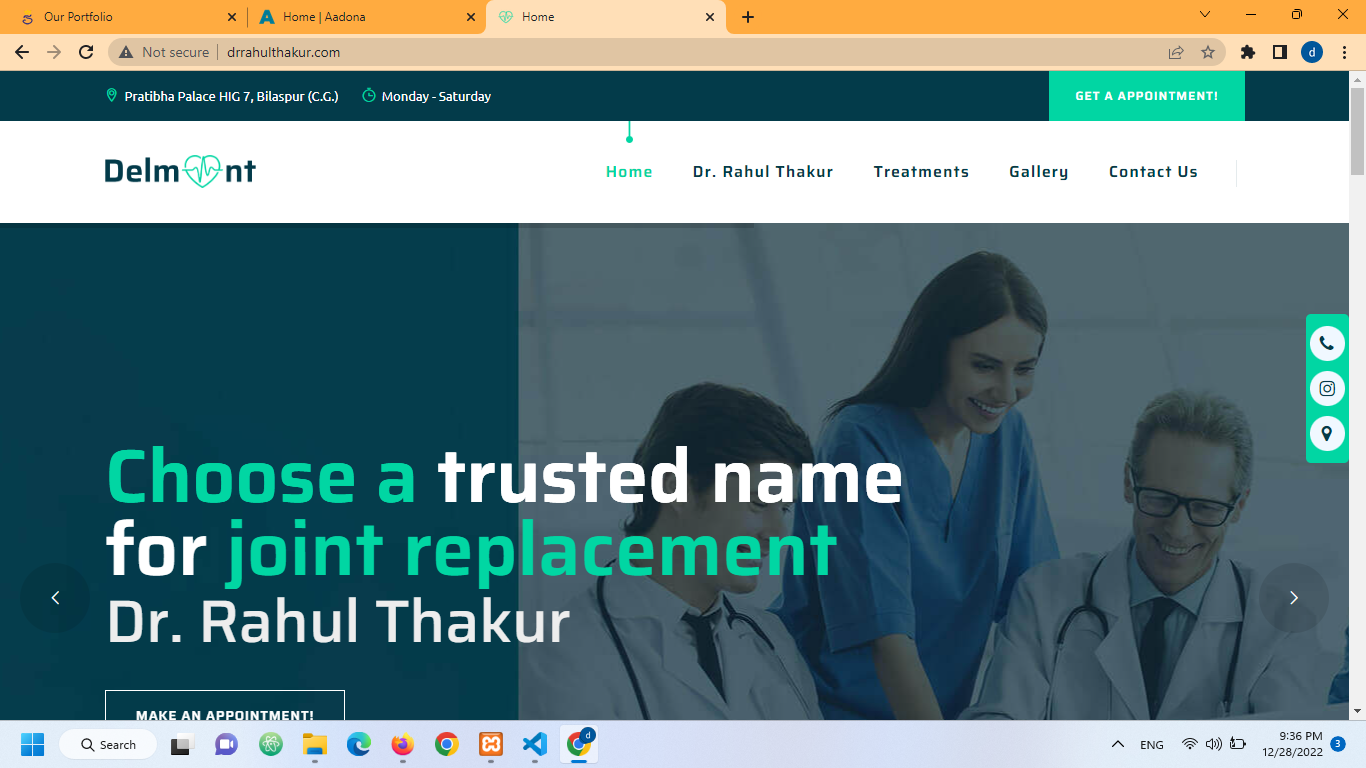 Our Portfolio
Home | Aadona
Home
Not secure
drrahulthakur.com
d
Pratibha Palace HIG 7, Bilaspur (C.G.)
Monday - Saturday
GET A APPOINTMENT!
Delmont
Home
Dr. Rahul Thakur
Treatments
Gallery
Contact Us
Choose a trusted name
for joint replacement
Dr. Rahul Thakur
MAKE AN APPOINTMENT!
Search
d
ENG
9:36 PM
12/28/2022
3